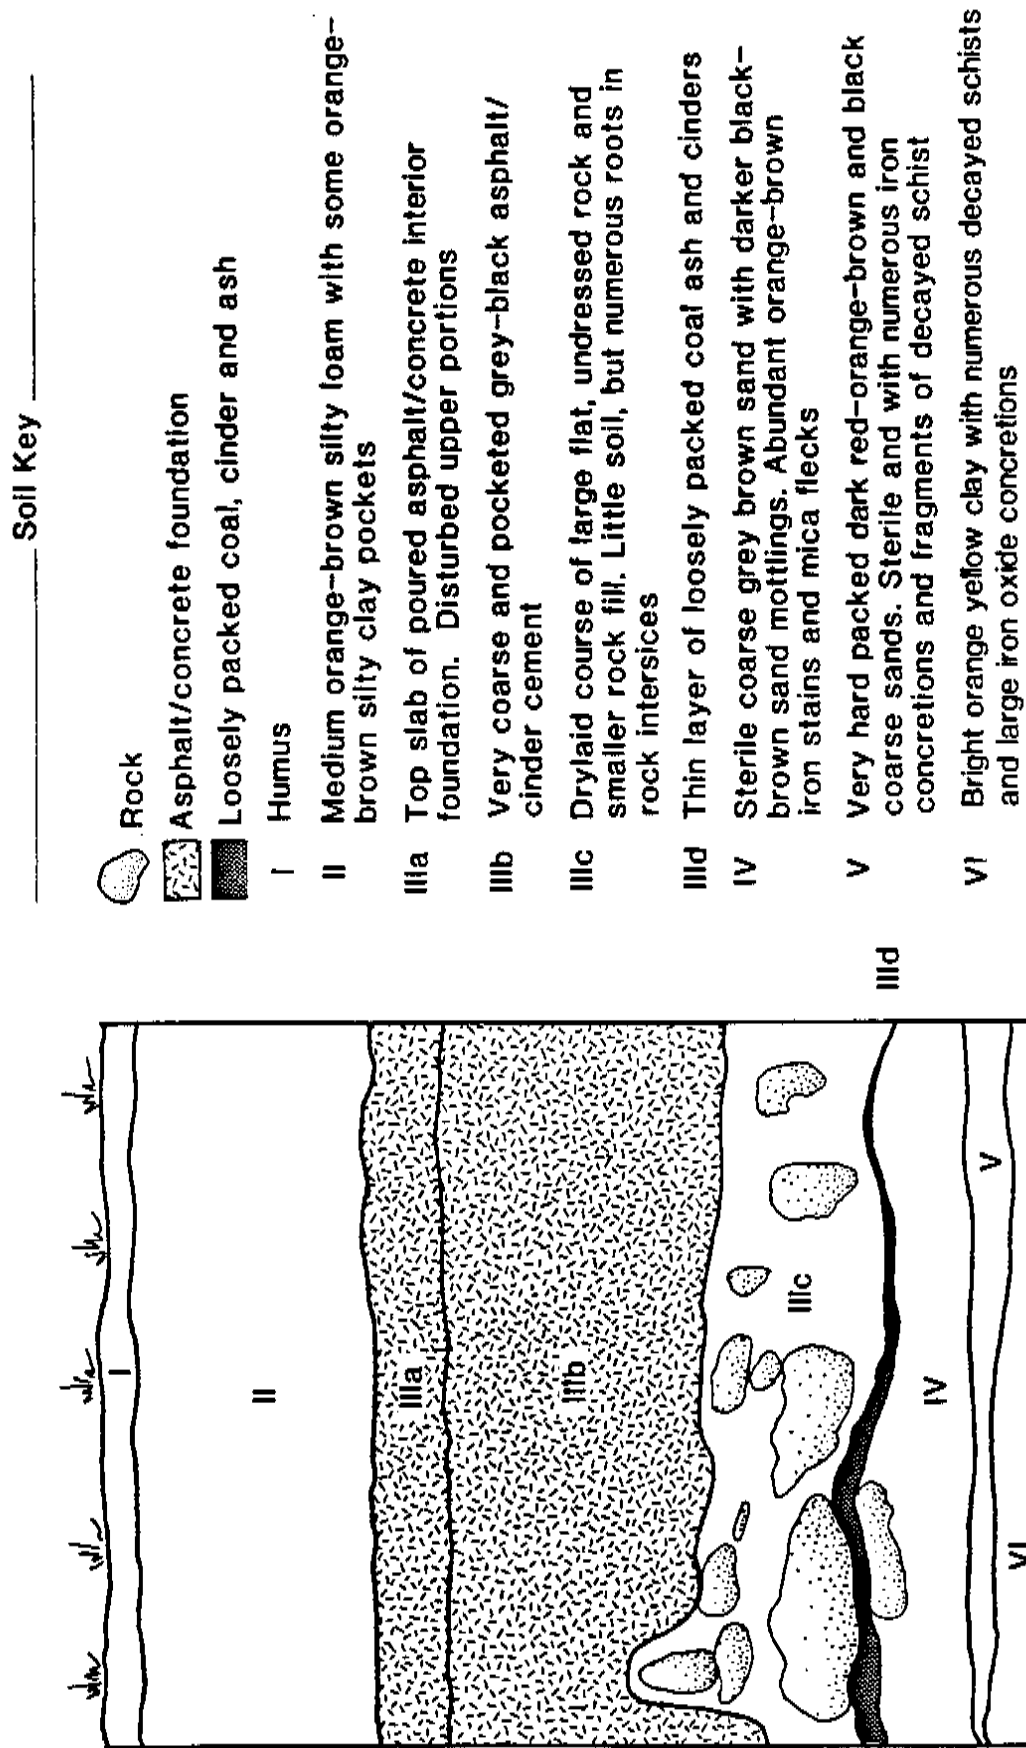 Soil Key
Rock
Asphalt/concrete foundation
Loosely packed coal, cinder and ash
I Humus
II Medium orange-brown silty loam with some orange-
brown silty clay pockets
IIIa Top slab of poured asphalt/concrete interior
foundation. Disturbed upper portions
IIIb Very coarse and pocketed grey-black asphalt/
cinder cement
IIIc Drylaid course of large flat, undressed rock and
smaller rock fill. Little soil, but numerous roots in
rock intersices
IIId Thin layer of loosely packed coal ash and cinders
IV Sterile coarse grey brown sand with darker black-
brown sand mottlings. Abundant orange-brown
iron stains and mica flecks
V Very hard packed dark red-orange-brown and black
coarse sands. Sterile and with numerous iron
concretions and fragments of decayed schist
VI Bright orange yellow clay with numerous decayed schists
and large iron oxide concretions
I
II
IIIa
IIIb
IIIc
IIId
IV
V
VI